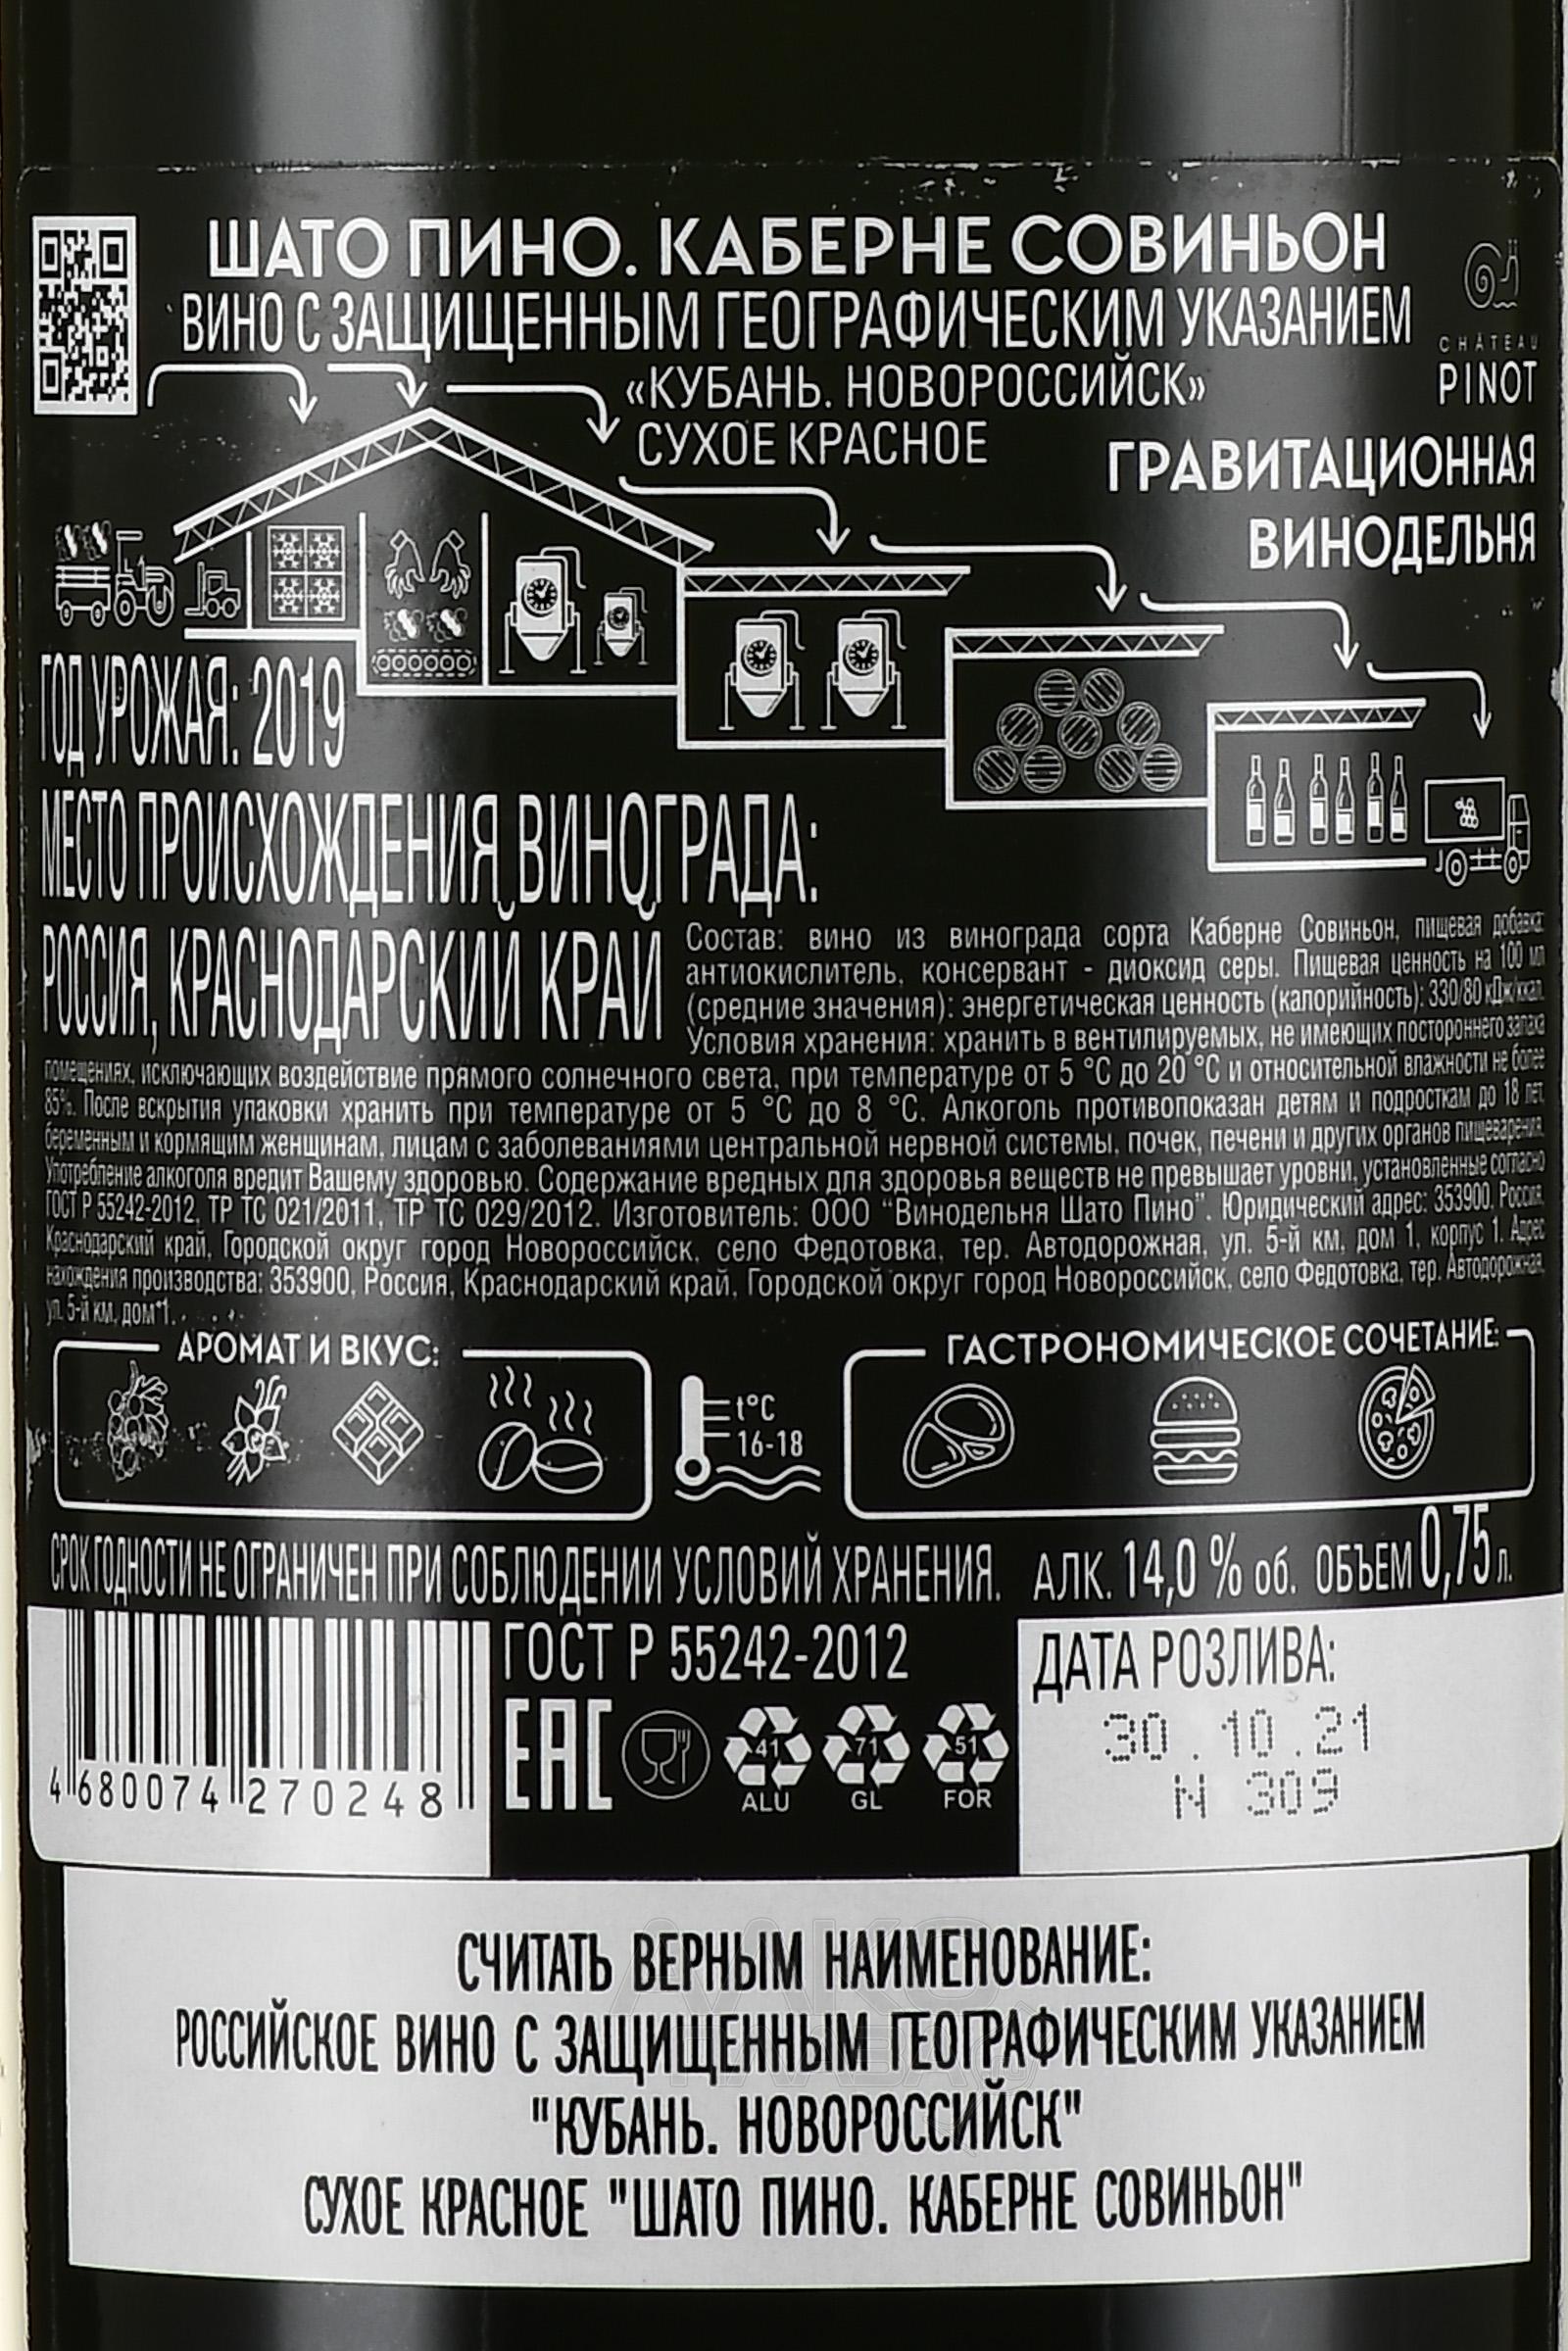 ШАТО ПИНО. КАБЕРНЕ СОВИНЬОН
ВИНО С ЗАЩИЩЕННЫМ ГЕОГРАФИЧЕСКИМ УКАЗАНИЕМ
«КУБАНЬ. НОВОРОССИЙСК»
СУХОЕ КРАСНОЕ
CHÂTEAU
PINOT
ГРАВИТАЦИОННАЯ
ВИНОДЕЛЬНЯ
ГОД УРОЖАЯ: 2019
МЕСТО ПРОИСХОЖДЕНИЯ ВИНОГРАДА:
РОССИЯ, КРАСНОДАРСКИЙ КРАЙ
Состав: вино из винограда сорта Каберне Совиньон, пищевая добавка:
антиокислитель, консервант - диоксид серы. Пищевая ценность на 100 мл
(средние значения): энергетическая ценность (калорийность): 330/80 кДж/ккал.
Условия хранения: хранить в вентилируемых, не имеющих постороннего запаха
помещениях, исключающих воздействие прямого солнечного света, при температуре от 5 °С до 20 °С и относительной влажности не более
85%. После вскрытия упаковки хранить при температуре от 5 °С до 8 °С. Алкоголь противопоказан детям и подросткам до 18 лет,
беременным и кормящим женщинам, лицам с заболеваниями центральной нервной системы, почек, печени и других органов пищеварения.
Употребление алкоголя вредит Вашему здоровью. Содержание вредных для здоровья веществ не превышает уровни, установленные согласно
ГОСТ Р 55242-2012, ТР ТС 021/2011, ТР ТС 029/2012. Изготовитель: ООО "Винодельня Шато Пино". Юридический адрес: 353900, Россия,
Краснодарский край, Городской округ город Новороссийск, село Федотовка, тер. Автодорожная, ул. 5-й км, дом 1, корпус 1. Адрес
нахождения производства: 353900, Россия, Краснодарский край, Городской округ город Новороссийск, село Федотовка, тер. Автодорожная,
ул. 5-й км, дом 1.
АРОМАТ И ВКУС:
t°C
16-18
ГАСТРОНОМИЧЕСКОЕ СОЧЕТАНИЕ:
СРОК ГОДНОСТИ НЕ ОГРАНИЧЕН ПРИ СОБЛЮДЕНИИ УСЛОВИЙ ХРАНЕНИЯ. АЛК. 14,0 % об. ОБЪЕМ 0,75 л.
4 680074 270248
ГОСТ Р 55242-2012
EAC
41 71 51
ALU GL FOR
ДАТА РОЗЛИВА:
30.10.21
N 309
СЧИТАТЬ ВЕРНЫМ НАИМЕНОВАНИЕ:
РОССИЙСКОЕ ВИНО С ЗАЩИЩЕННЫМ ГЕОГРАФИЧЕСКИМ УКАЗАНИЕМ
"КУБАНЬ. НОВОРОССИЙСК"
СУХОЕ КРАСНОЕ "ШАТО ПИНО. КАБЕРНЕ СОВИНЬОН"